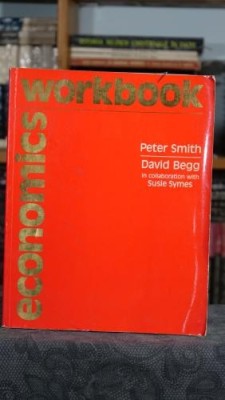 economics
workbook
Peter Smith
David Begg
in collaboration with
Susie Symes